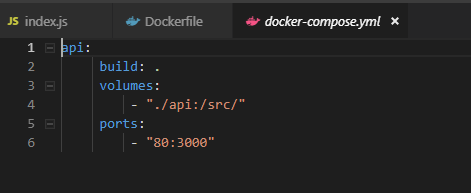 JS index.js Dockerfile docker-compose.yml ×
1 api:
2 build: .
3 volumes:
4 - "./api:/src/"
5 ports:
6 - "80:3000"